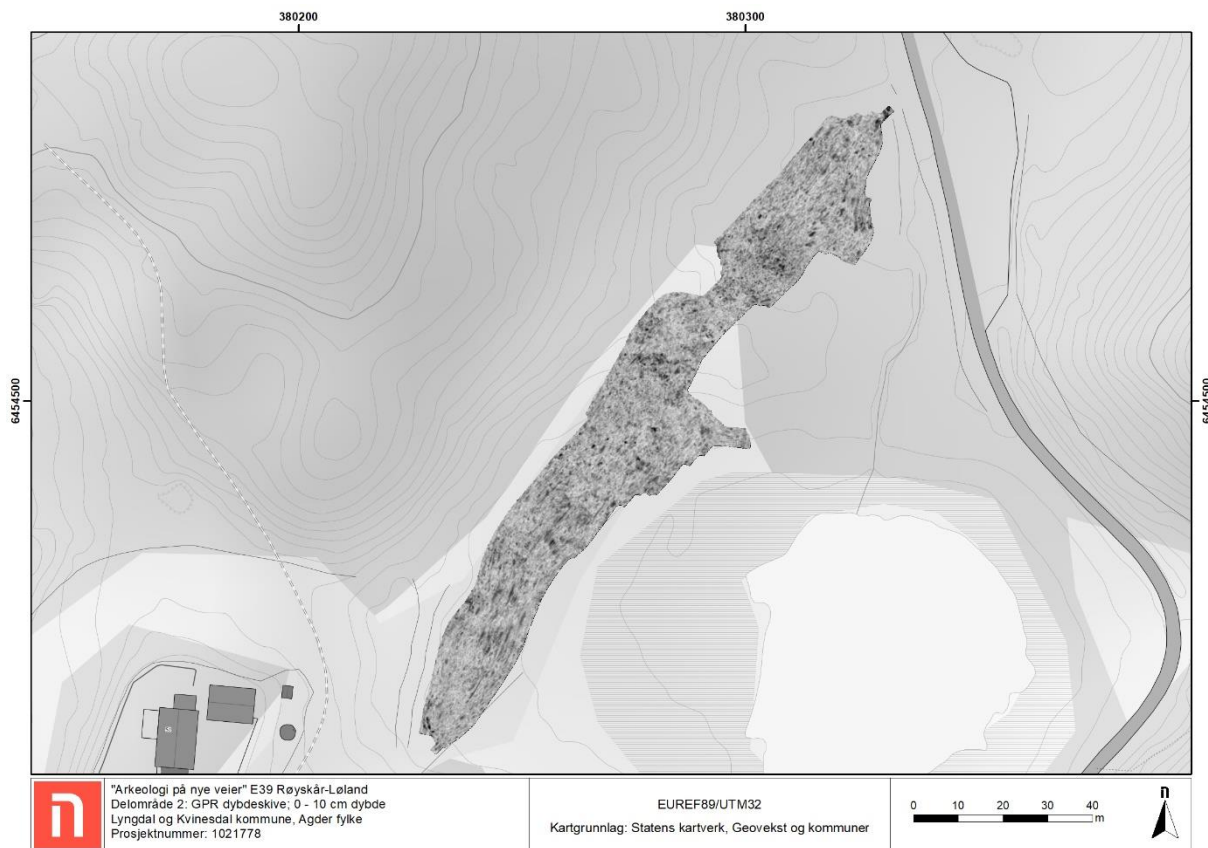 380200
380300
6454500
6454500
"Arkeologi på nye veier" E39 Røyskår-Løland
Delområde 2: GPR dybdeskive; 0 - 10 cm dybde
Lyngdal og Kvinesdal kommune, Agder fylke
Prosjektnummer: 1021778
EUREF89/UTM32
Kartgrunnlag: Statens kartverk, Geovekst og kommuner
0 10 20 30 40
m
n
n